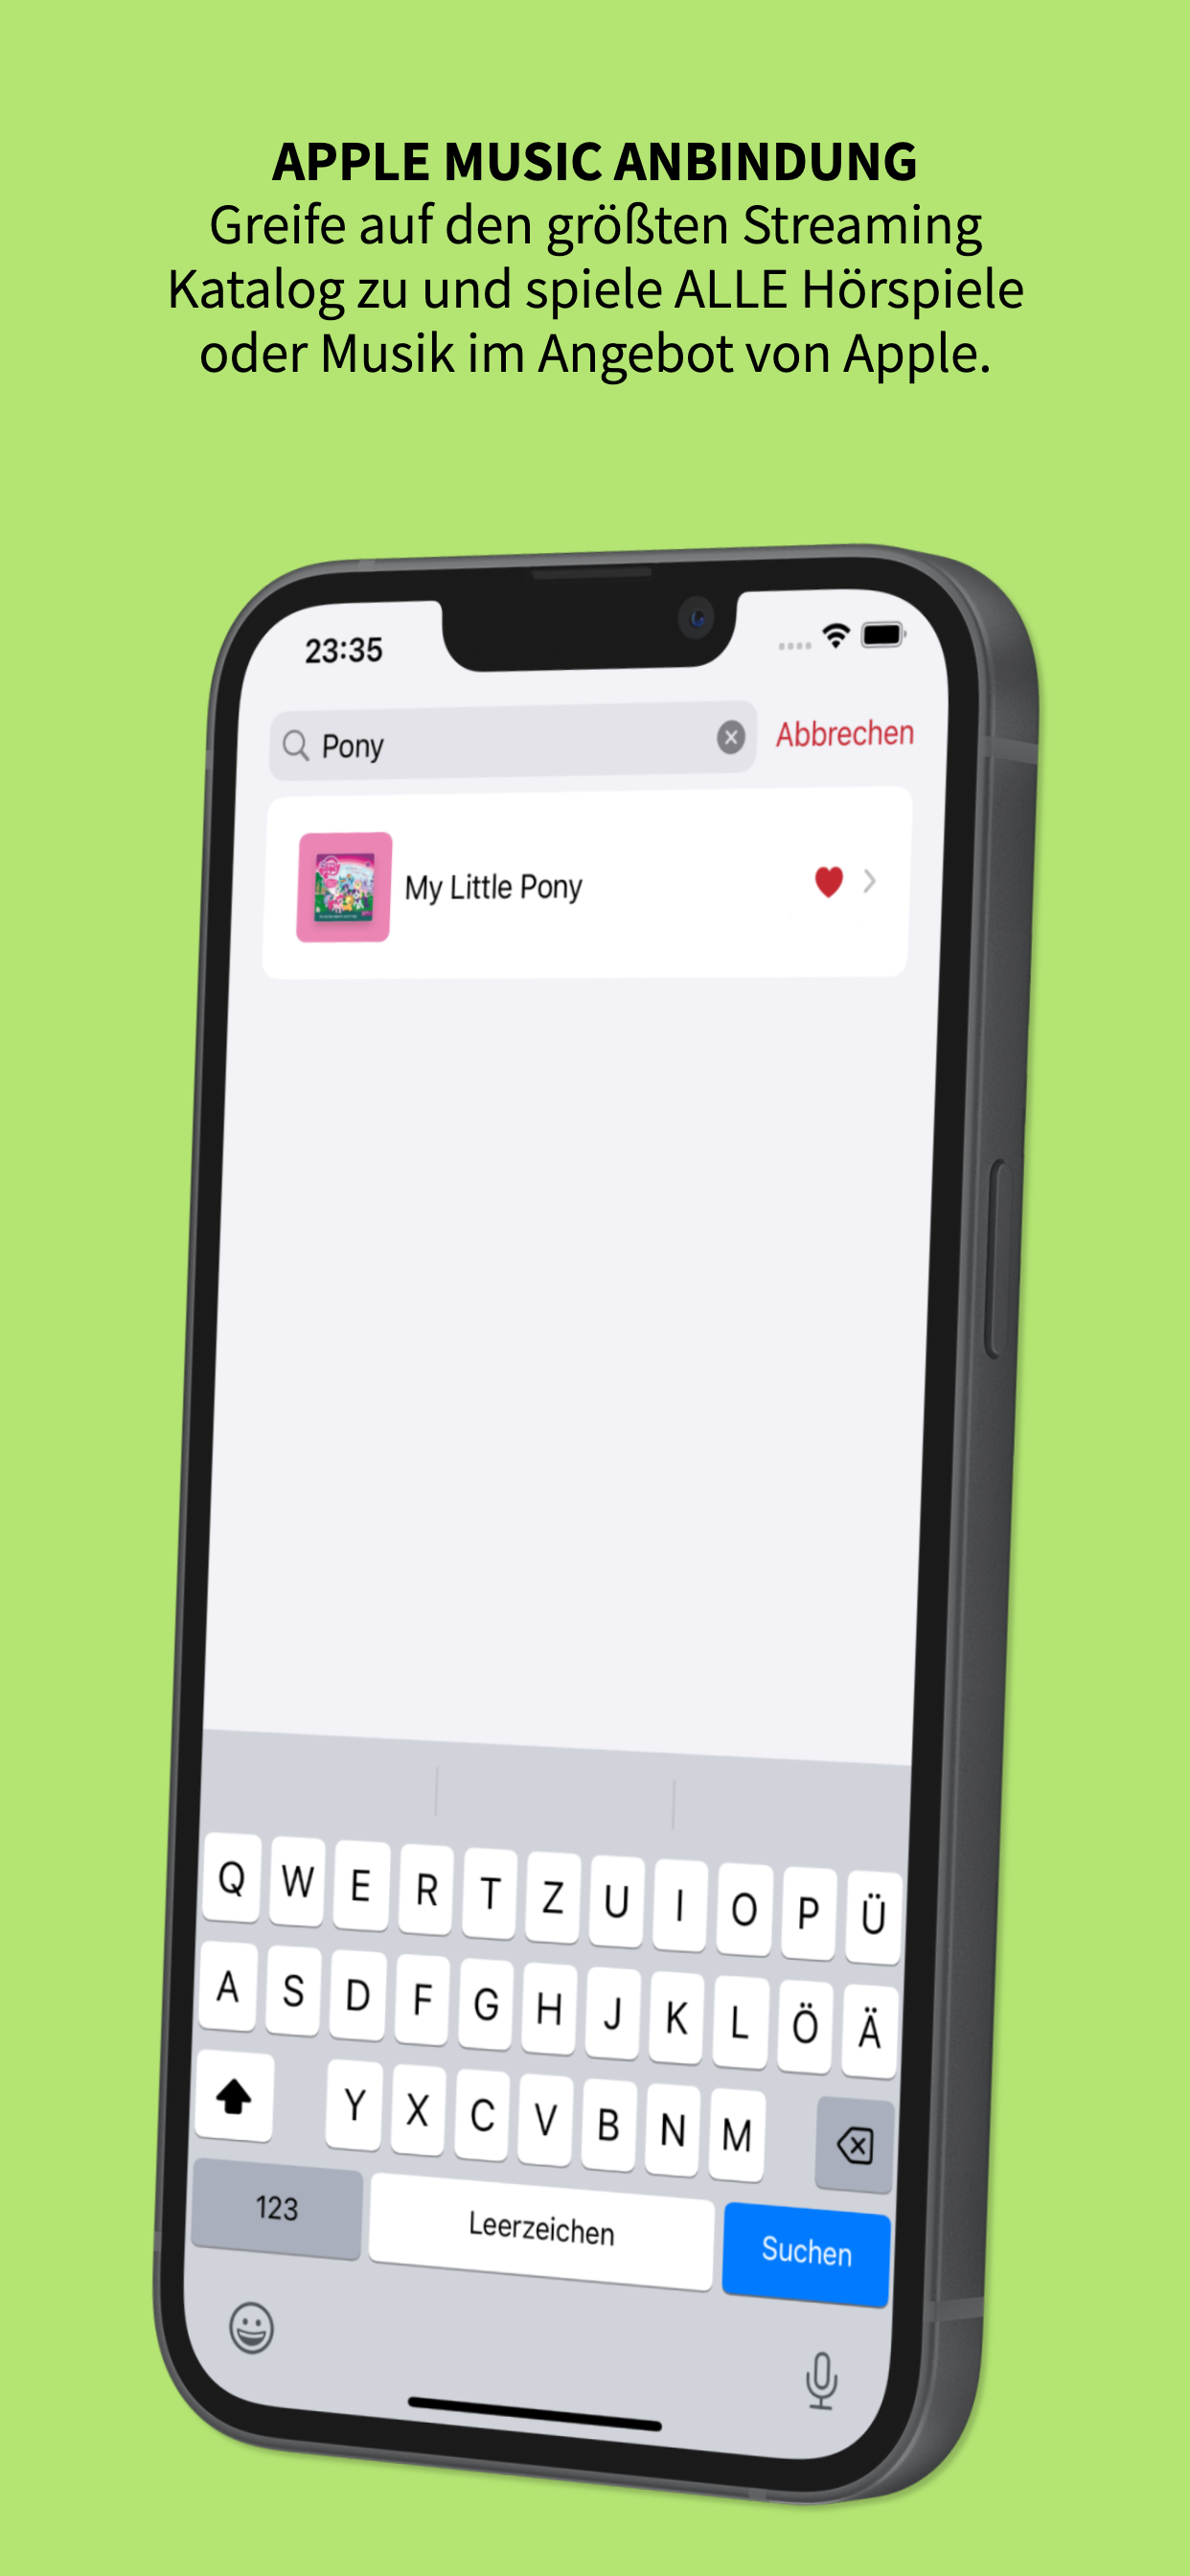 APPLE MUSIC ANBINDUNG
Greife auf den größten Streaming
Katalog zu und spiele ALLE Hörspiele
oder Musik im Angebot von Apple.
23:35
Pony
Abbrechen
My Little Pony
Q W E R T Z U I O P Ü
A S D F G H J K L Ö Ä
Y X C V B N M
123 Leerzeichen Suchen